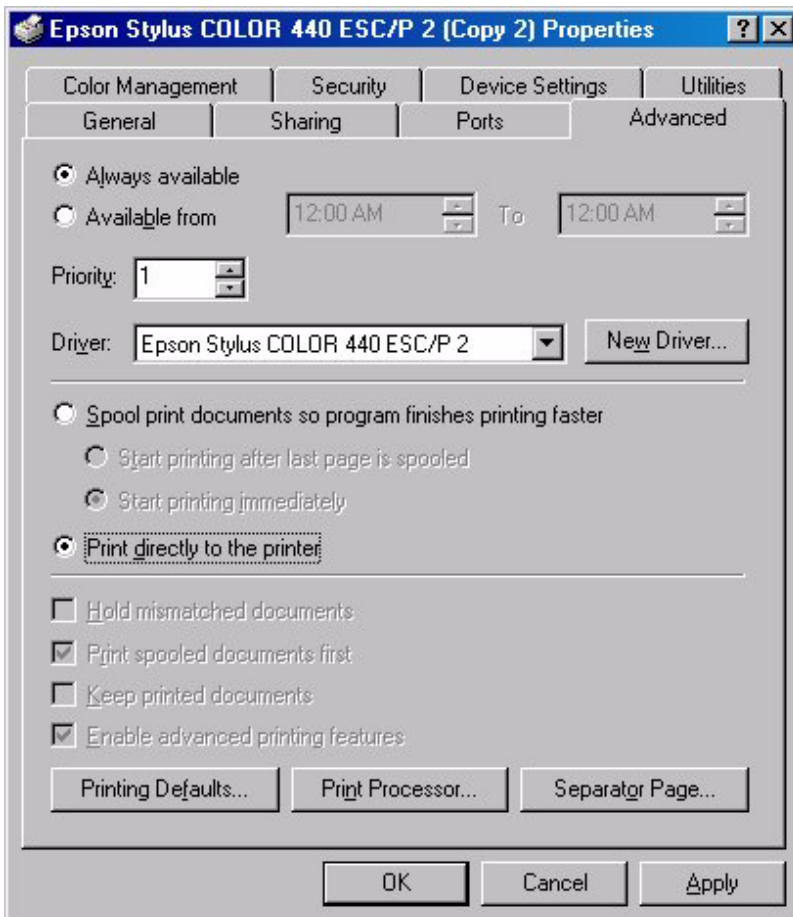 Epson Stylus COLOR 440 ESC/P 2 (Copy 2) Properties
Color Management Security Device Settings Utilities
General Sharing Ports Advanced
Always available
Available from 12:00 AM To 12:00 AM
Priority: 1
Driver: Epson Stylus COLOR 440 ESC/P 2 New Driver...
Spool print documents so program finishes printing faster
Start printing after last page is spooled
Start printing immediately
Print directly to the printer
Hold mismatched documents
Print spooled documents first
Keep printed documents
Enable advanced printing features
Printing Defaults... Print Processor... Separator Page...
OK Cancel Apply